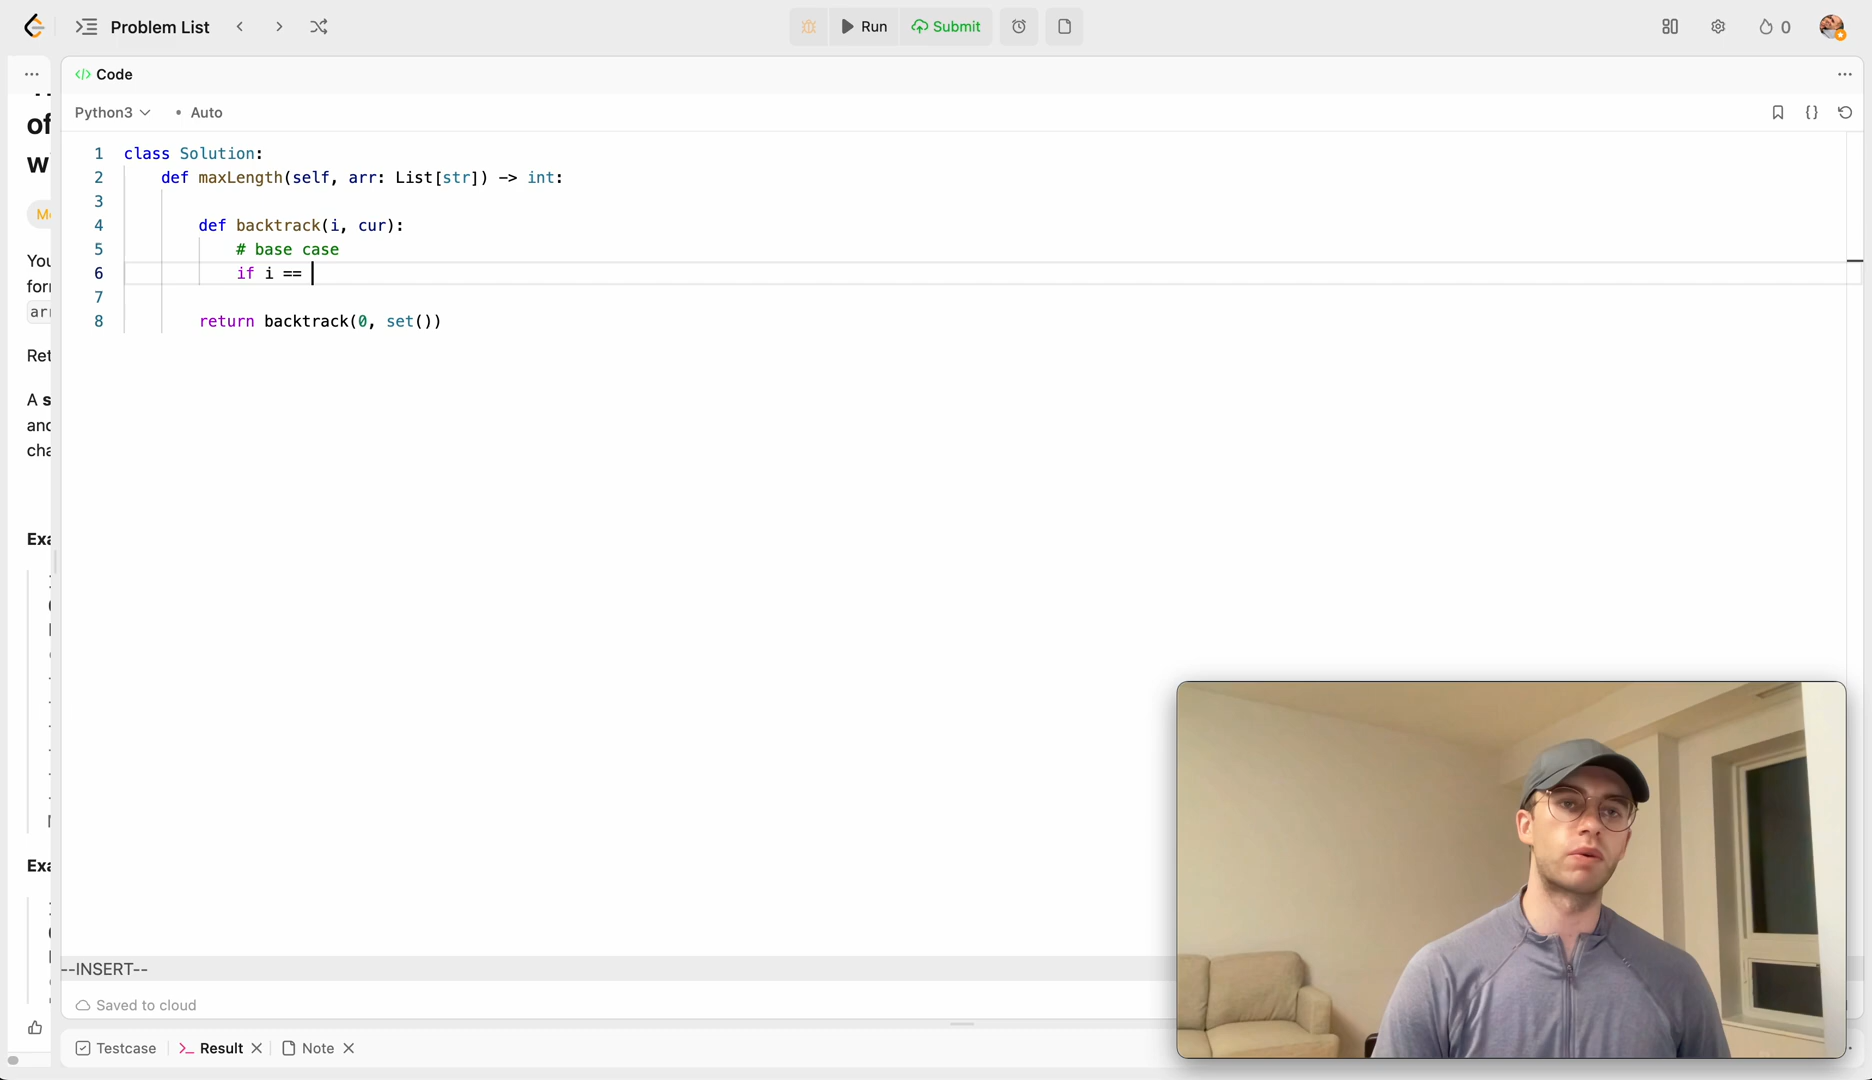 Problem List
Run
Submit
0
</> Code
of
Python3
Auto
1 class Solution:
2 def maxLength(self, arr: List[str]) -> int:
3
4 def backtrack(i, cur):
5 # base case
6 if i ==
7
8 return backtrack(0, set())
You
for
arr
Ret
A s
and
cha
Exa
Exa
--INSERT--
Saved to cloud
Testcase
Result
Note